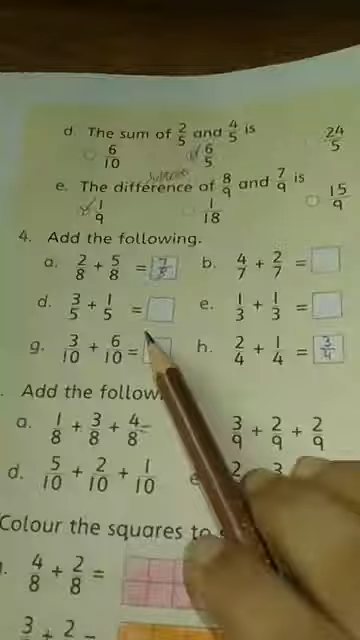 d. The sum of 2/5 and 4/5 is
6/10 6/5 24/5
e. The difference of 8/9 and 7/9 is
1/9 1/18 15/9
4. Add the following.
a. 2/8 + 5/8 = 7/8 b. 4/7 + 2/7 =
d. 3/5 + 1/5 = e. 1/3 + 1/3 =
g. 3/10 + 6/10 = h. 2/4 + 1/4 = 3/4
. Add the follow
a. 1/8 + 3/8 + 4/8 = 3/9 + 2/9 + 2/9
d. 5/10 + 2/10 + 1/10 e
Colour the squares to
4/8 + 2/8 =
3 + 2